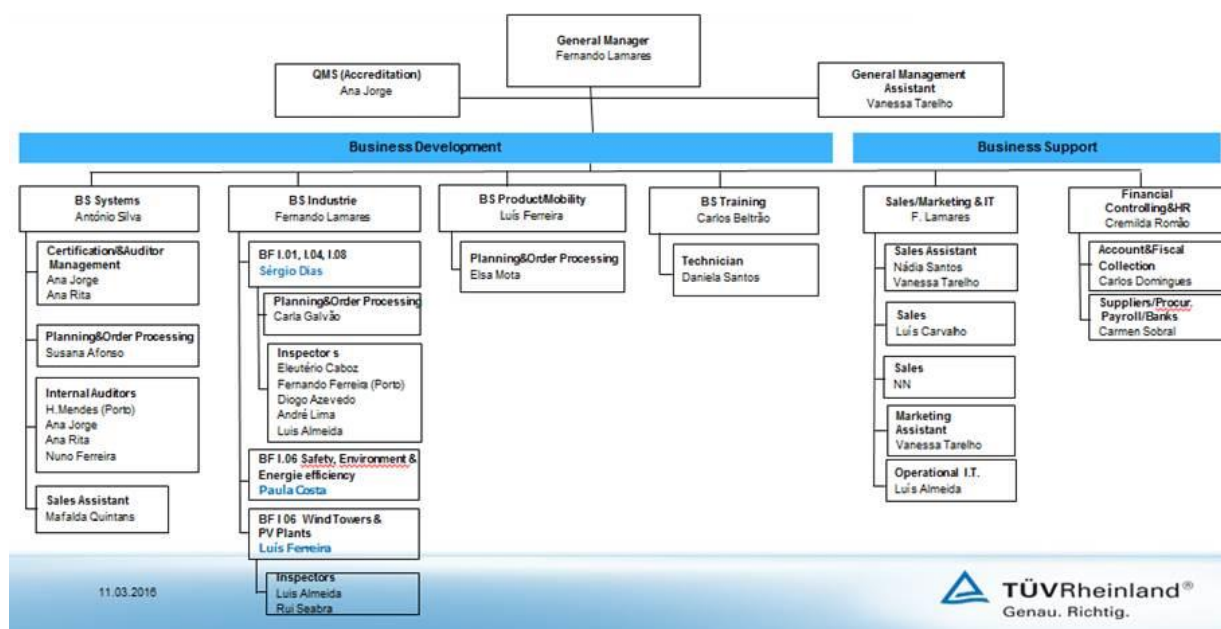 General Manager
Fernando Lamares
QMS (Accreditation)
Ana Jorge
General Management
Assistant
Vanessa Tarelho
Business Development
Business Support
BS Systems
António Silva
Certification&Auditor
Management
Ana Jorge
Ana Rita
Planning&Order Processing
Susana Afonso
Internal Auditors
H.Mendes (Porto)
Ana Jorge
Ana Rita
Nuno Ferreira
Sales Assistant
Mafalda Quintans
BS Industrie
Fernando Lamares
BF I.01, I.04, I.08
Sérgio Dias
Planning&Order Processing
Carla Galvão
Inspectors
Eleutério Caboz
Fernando Ferreira (Porto)
Diogo Azevedo
André Lima
Luis Almeida
BF I.06 Safety, Environment &
Energie efficiency
Paula Costa
BF I 06 Wind Towers &
PV Plants
Luís Ferreira
Inspectors
Luis Almeida
Rui Seabra
BS Product/Mobility
Luís Ferreira
Planning&Order Processing
Elsa Mota
BS Training
Carlos Beltrão
Technician
Daniela Santos
Sales/Marketing & IT
F. Lamares
Sales Assistant
Nádia Santos
Vanessa Tarelho
Sales
Luís Carvalho
Sales
NN
Marketing
Assistant
Vanessa Tarelho
Operational I.T.
Luís Almeida
Financial
Controlling&HR
Cremilda Romão
Account&Fiscal
Collection
Carlos Domingues
Suppliers/Procur.
Payroll/Banks
Carmen Sobral
11.03.2016
TÜVRheinland®
Genau. Richtig.